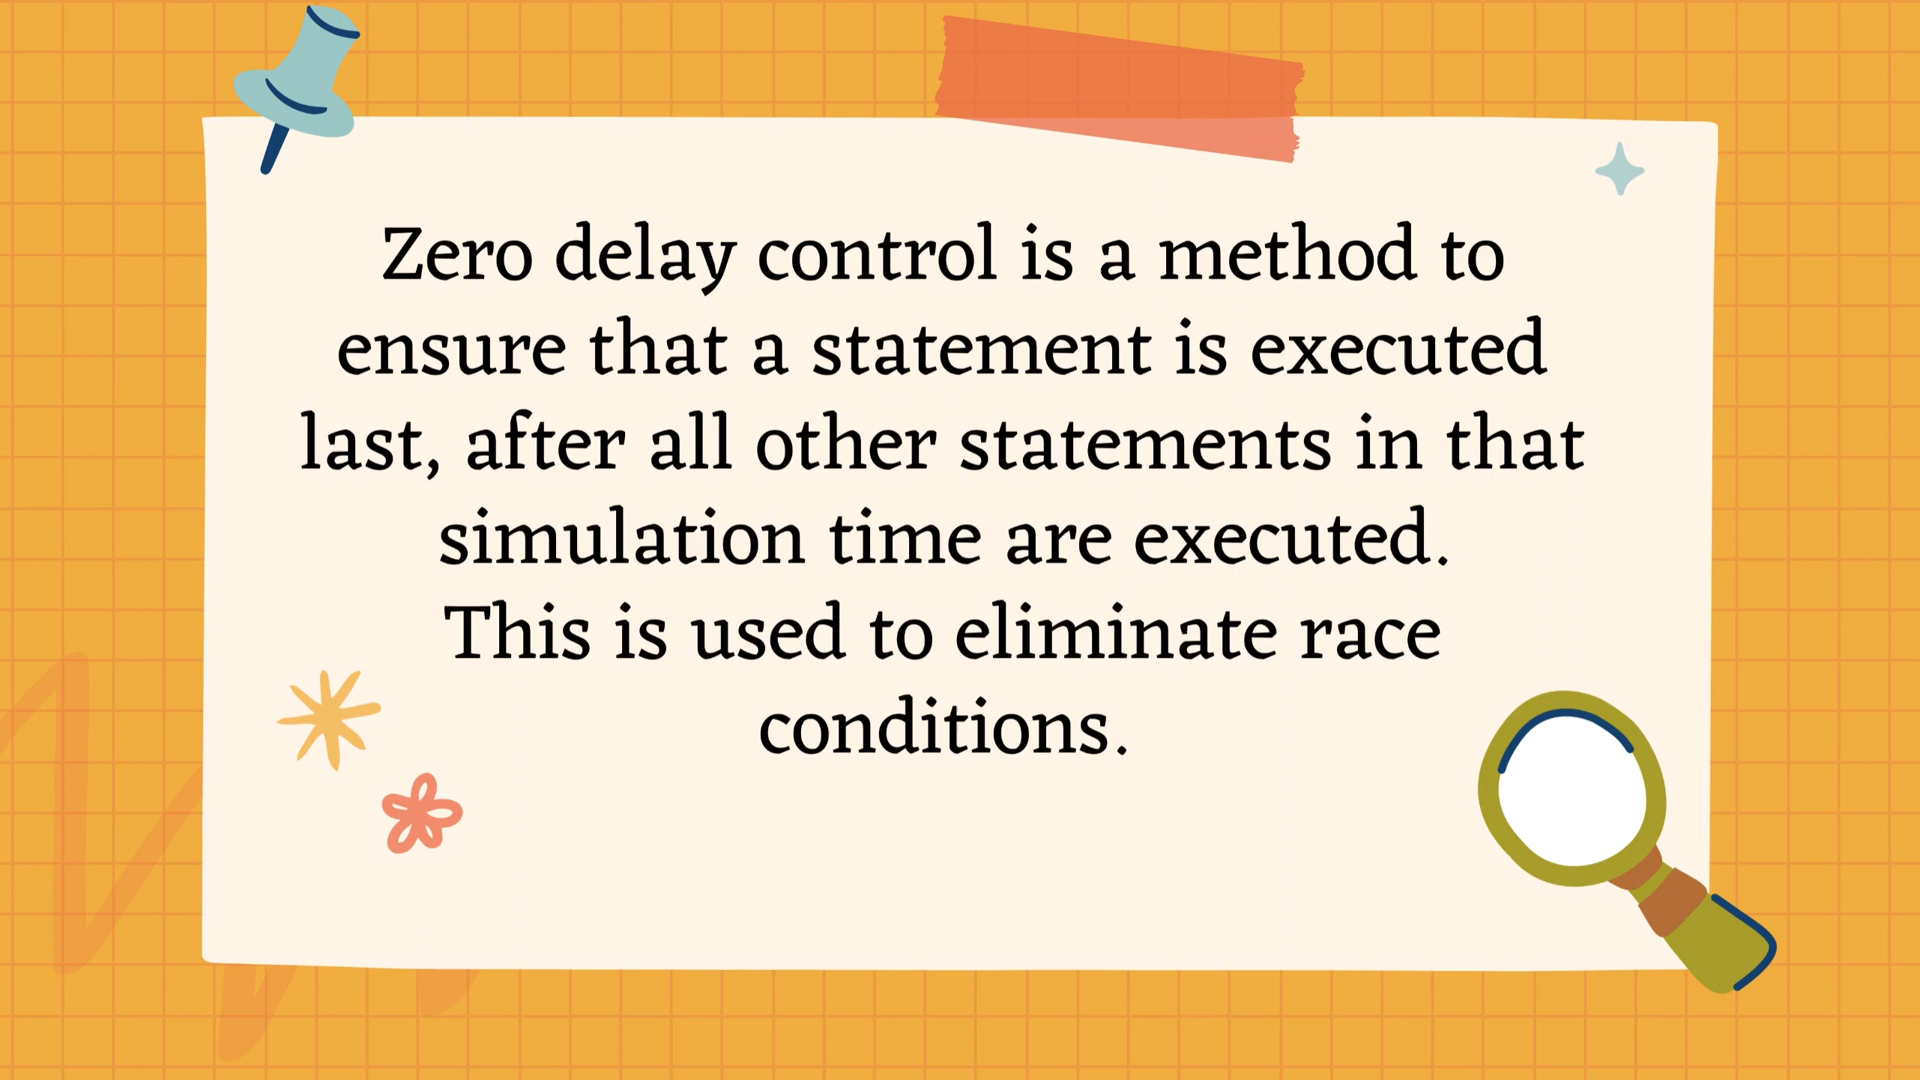 Zero delay control is a method to
ensure that a statement is executed
last, after all other statements in that
simulation time are executed.
This is used to eliminate race
conditions.